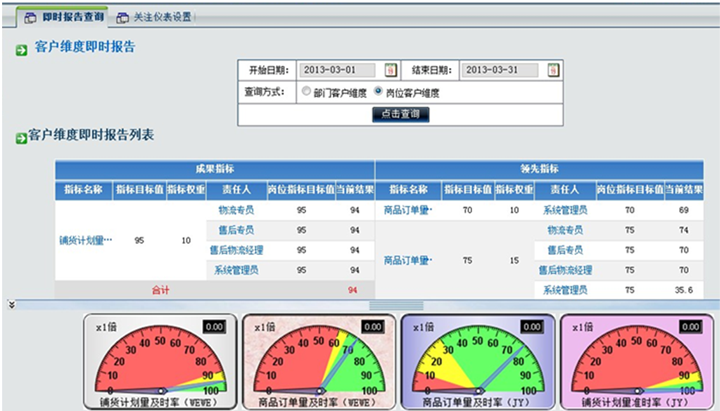 即时报告查询 关注仪表设置
客户维度即时报告
开始日期: 2013-03-01 结束日期: 2013-03-31
查询方式: 部门客户维度 岗位客户维度
点击查询
客户维度即时报告列表
成果指标 领先指标
指标名称 指标目标值 指标权重 责任人 岗位指标目标值 当前结果 指标名称 指标目标值 指标权重 责任人 岗位指标目标值 当前结果
物流专员 95 94 商品订单量… 70 10 系统管理员 70 69
售后专员 95 94 物流专员 75 74
铺货计划量… 95 10 售后专员 75 70
售后物流经理 95 94 商品订单量… 75 15
系统管理员 95 94 售后物流经理 75 70
合计 94 系统管理员 75 35.6
x1倍 0.00 x1倍 0.00 x1倍 0.00 x1倍 0.00
0 10 20 30 40 50 60 70 80 90 100
0 10 20 30 40 50 60 70 80 90 100
0 10 20 30 40 50 60 70 80 90 100
0 10 20 30 40 50 60 70 80 90 100
铺货计划量及时率(WEWE) 商品订单量及时率(WEWE) 商品订单量及时率(JY) 铺货计划量准时率(JY)